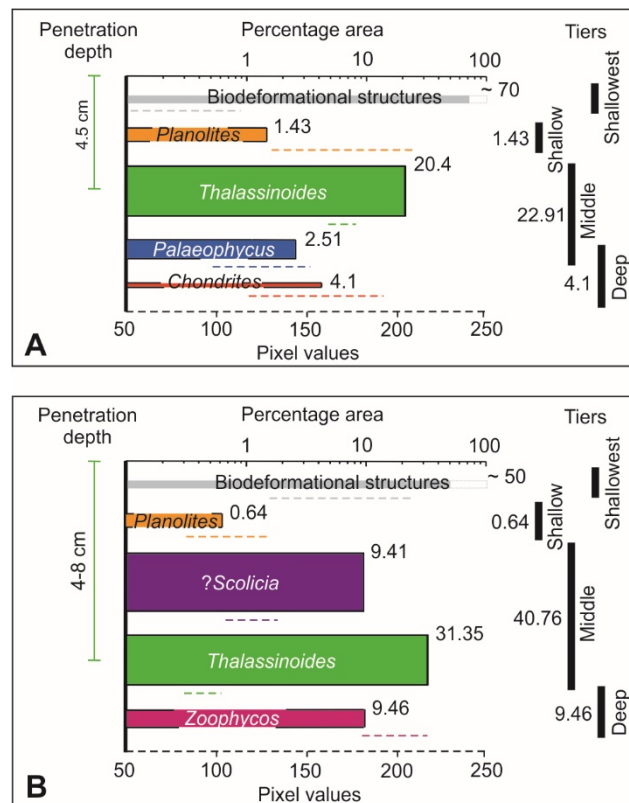 Penetration depth
Percentage area
Tiers
1
10
100
4.5 cm
Biodeformational structures
~ 70
Shallowest
Planolites
1.43
1.43
Shallow
Thalassinoides
20.4
22.91
Middle
Palaeophycus
2.51
Chondrites
4.1
4.1
Deep
50
100
150
200
250
Pixel values
A
Penetration depth
Percentage area
Tiers
1
10
100
4-8 cm
Biodeformational structures
~ 50
Shallowest
Planolites
0.64
0.64
Shallow
?Scolicia
9.41
40.76
Middle
Thalassinoides
31.35
Zoophycos
9.46
9.46
Deep
50
100
150
200
250
Pixel values
B